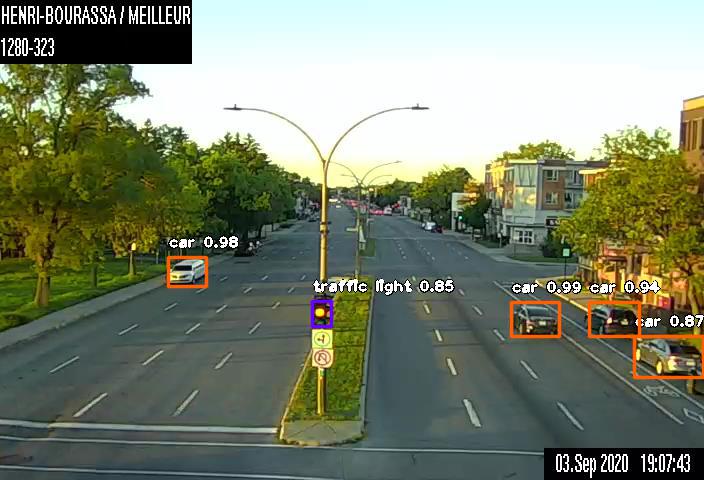 HENRI-BOURASSA / MEILLEUR
1280-323
car 0.98
traffic light 0.85
car 0.99
car 0.94
car 0.87
03.Sep 2020 19:07:43